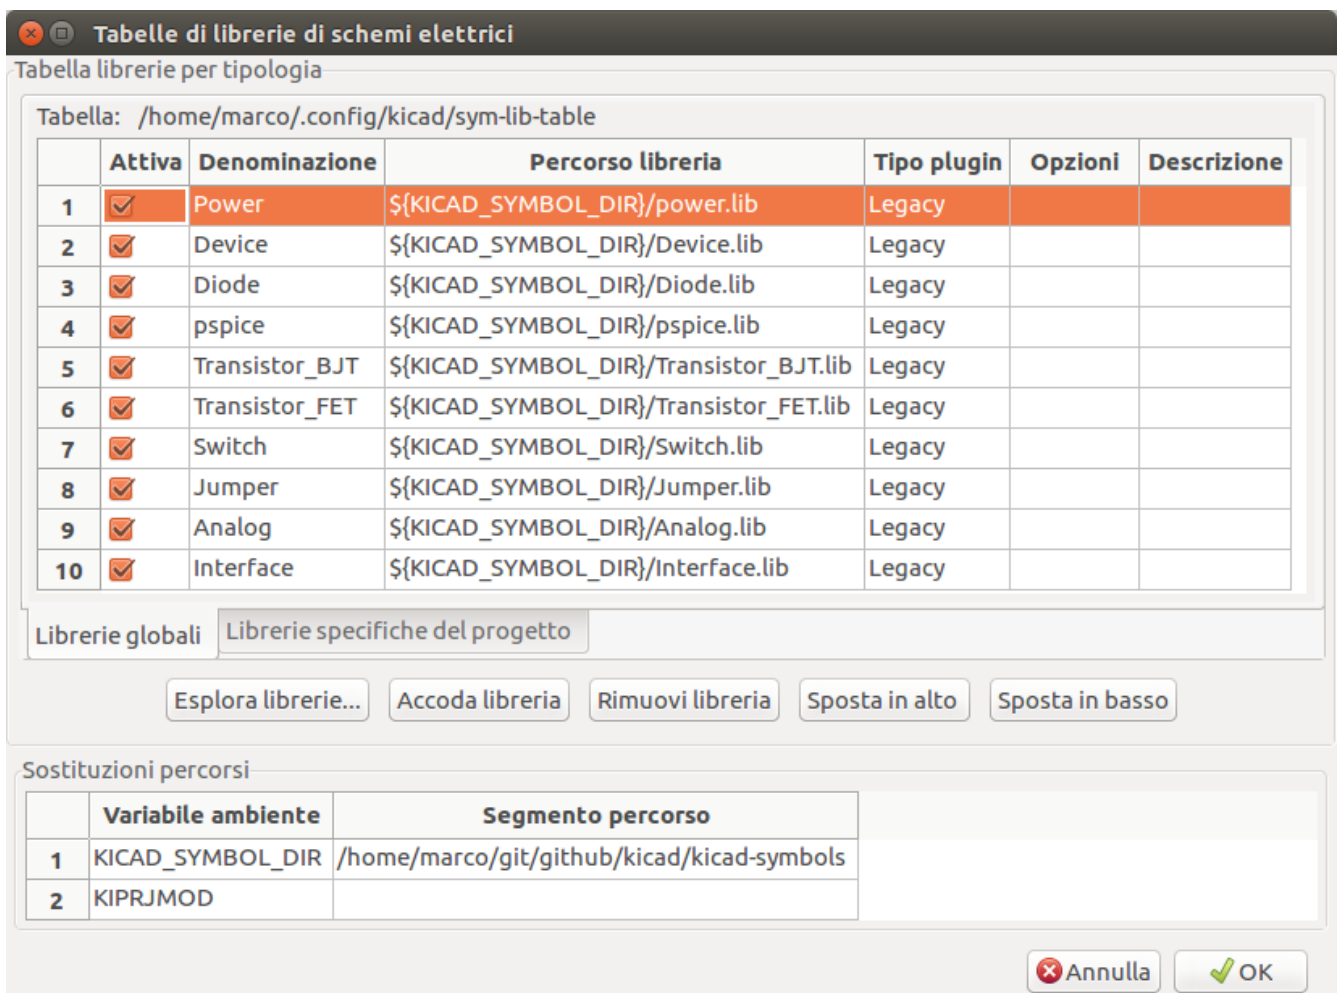 Tabelle di librerie di schemi elettrici
Tabella librerie per tipologia
Tabella: /home/marco/.config/kicad/sym-lib-table
Attiva Denominazione Percorso libreria Tipo plugin Opzioni Descrizione
1 Power ${KICAD_SYMBOL_DIR}/power.lib Legacy
2 Device ${KICAD_SYMBOL_DIR}/Device.lib Legacy
3 Diode ${KICAD_SYMBOL_DIR}/Diode.lib Legacy
4 pspice ${KICAD_SYMBOL_DIR}/pspice.lib Legacy
5 Transistor_BJT ${KICAD_SYMBOL_DIR}/Transistor_BJT.lib Legacy
6 Transistor_FET ${KICAD_SYMBOL_DIR}/Transistor_FET.lib Legacy
7 Switch ${KICAD_SYMBOL_DIR}/Switch.lib Legacy
8 Jumper ${KICAD_SYMBOL_DIR}/Jumper.lib Legacy
9 Analog ${KICAD_SYMBOL_DIR}/Analog.lib Legacy
10 Interface ${KICAD_SYMBOL_DIR}/Interface.lib Legacy
Librerie globali Librerie specifiche del progetto
Esplora librerie... Accoda libreria Rimuovi libreria Sposta in alto Sposta in basso
Sostituzioni percorsi
Variabile ambiente Segmento percorso
1 KICAD_SYMBOL_DIR /home/marco/git/github/kicad/kicad-symbols
2 KIPRJMOD
Annulla OK